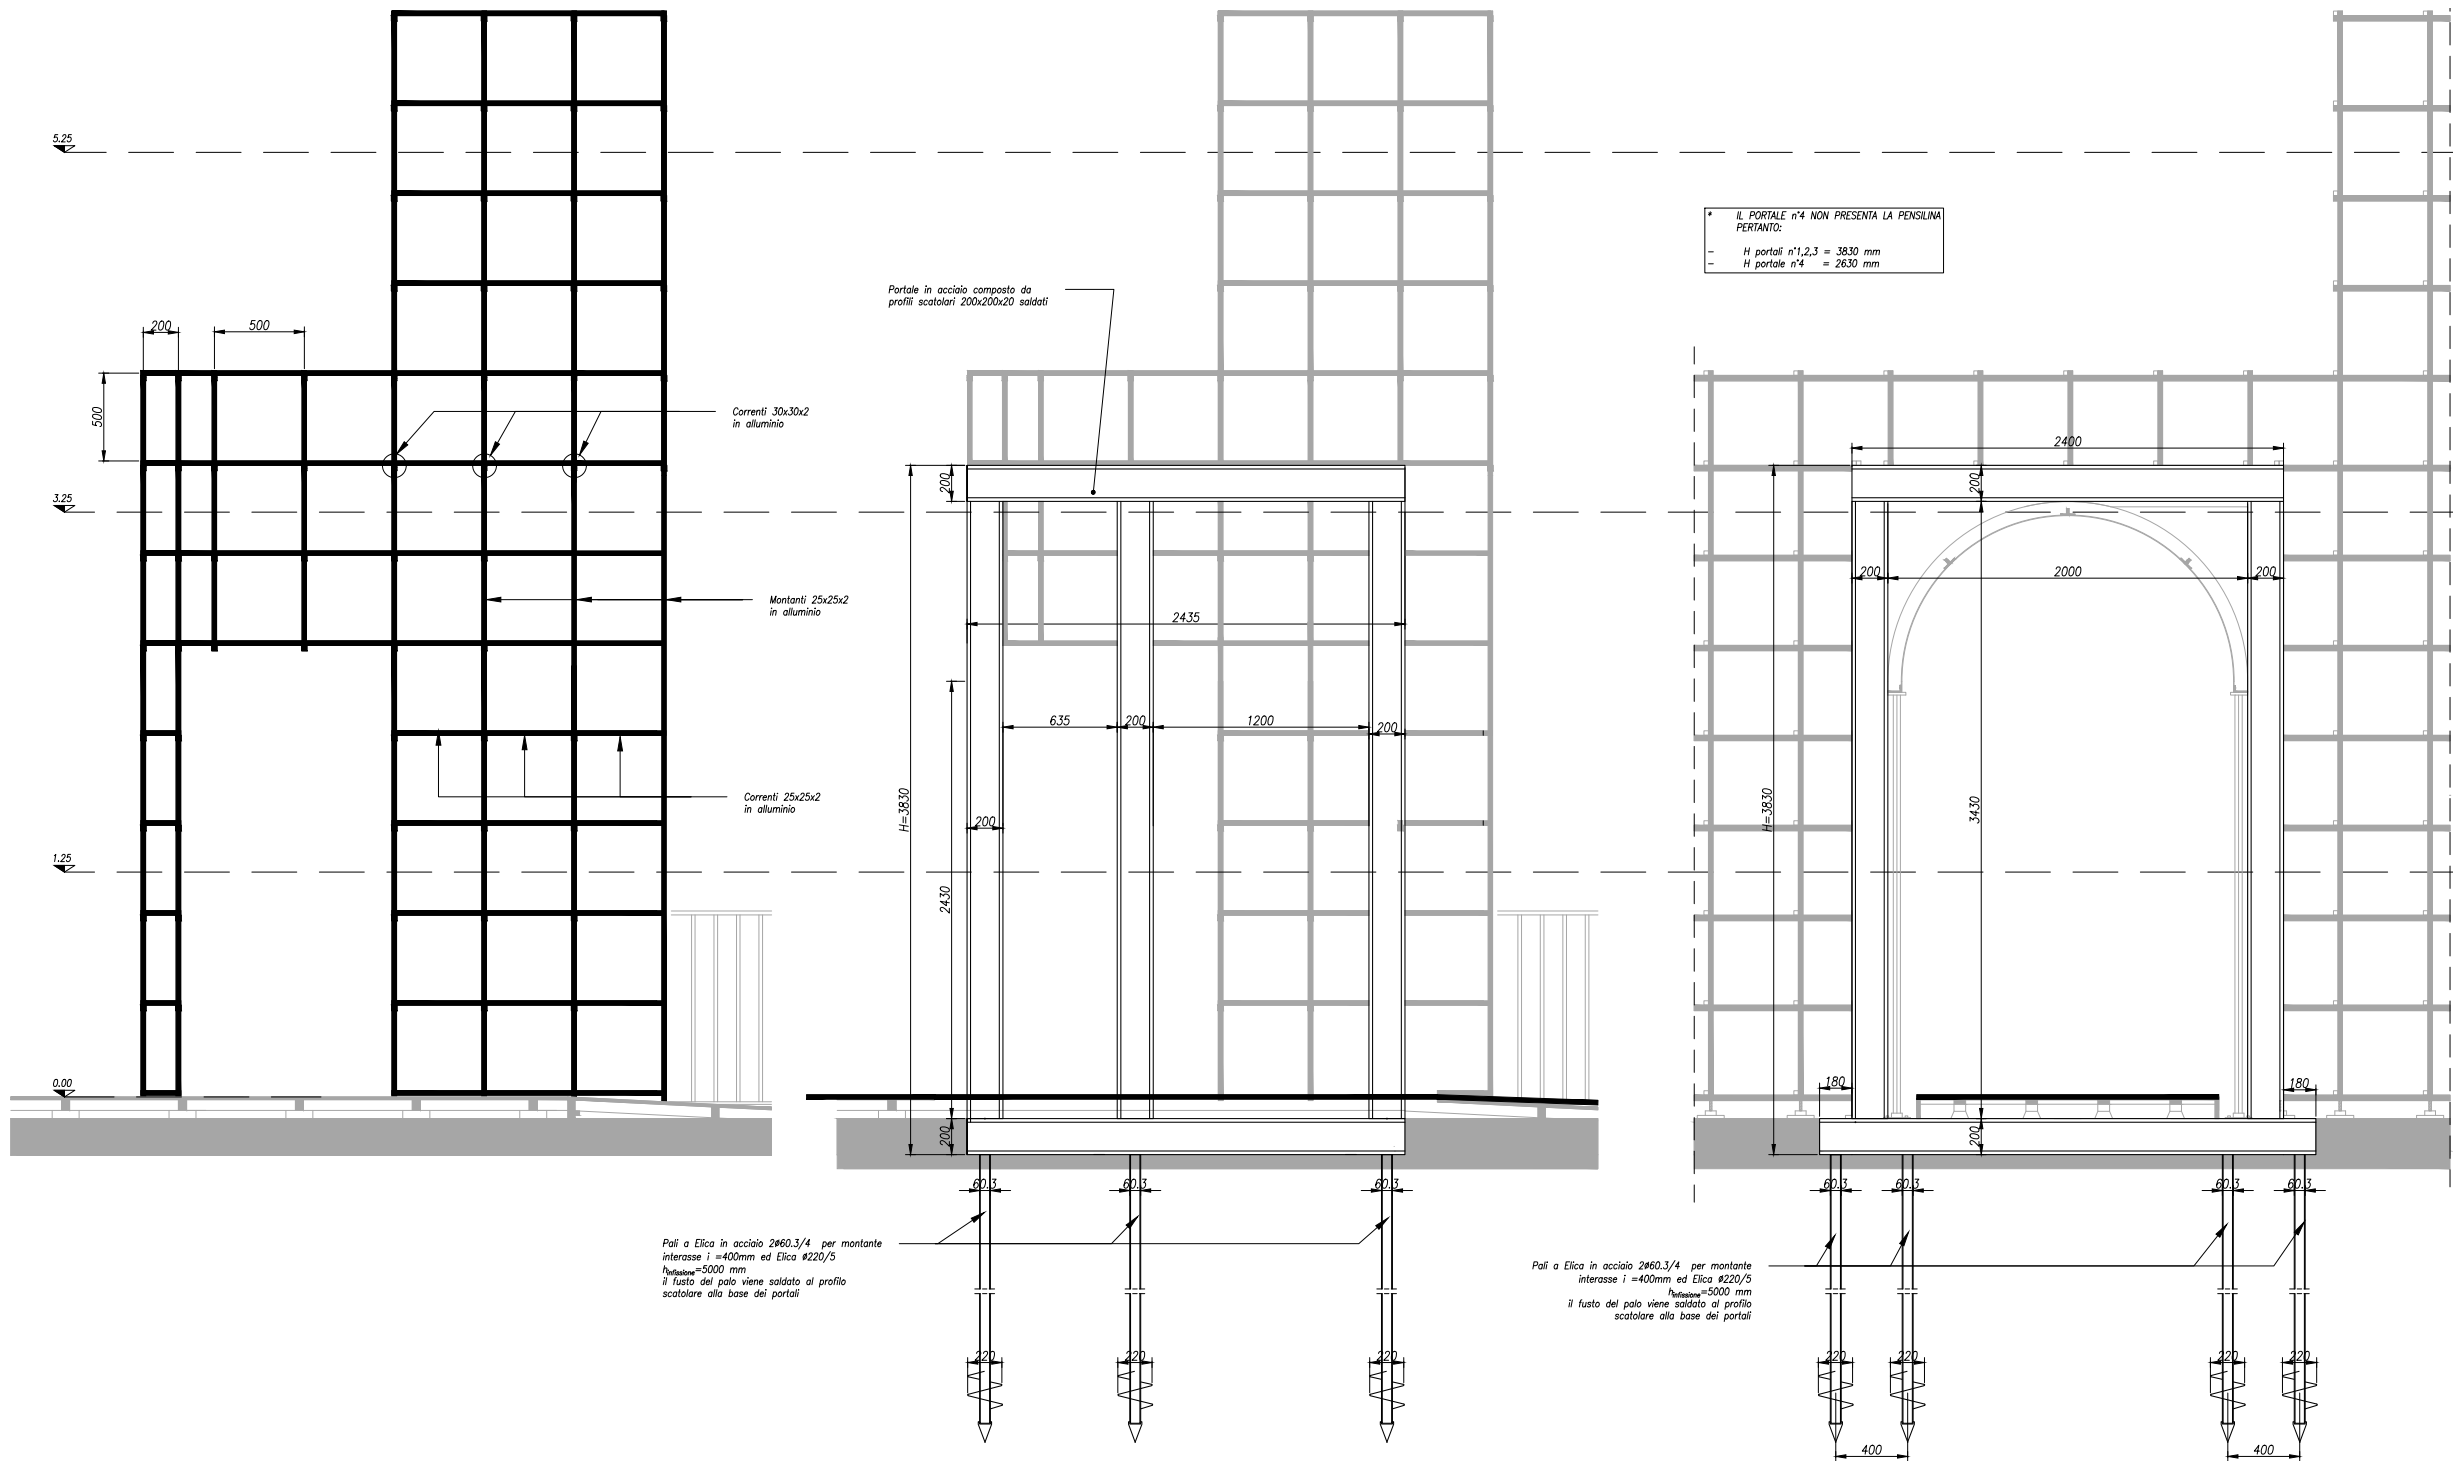 5.25
3.25
1.25
0.00
200
500
500
Correnti 30x30x2
in alluminio
Montanti 25x25x2
in alluminio
Correnti 25x25x2
in alluminio
Portale in acciaio composto da
profili scatolari 200x200x20 saldati
200
H=3830
2435
2430
635
200
1200
200
200
200
60.3
60.3
60.3
Pali a Elica in acciaio 2ø60.3/4 per montante
interasse i =400mm ed Elica ø220/5
hinfissione=5000 mm
il fusto del palo viene saldato al profilo
scatolare alla base dei portali
220
220
220
* IL PORTALE n°4 NON PRESENTA LA PENSILINA
PERTANTO:
- H portali n°1,2,3 = 3830 mm
- H portale n°4 = 2630 mm
2400
200
200
2000
200
H=3830
3430
180
180
200
60.3
60.3
60.3
60.3
Pali a Elica in acciaio 2ø60.3/4 per montante
interasse i =400mm ed Elica ø220/5
hinfissione=5000 mm
il fusto del palo viene saldato al profilo
scatolare alla base dei portali
220
220
220
220
400
400